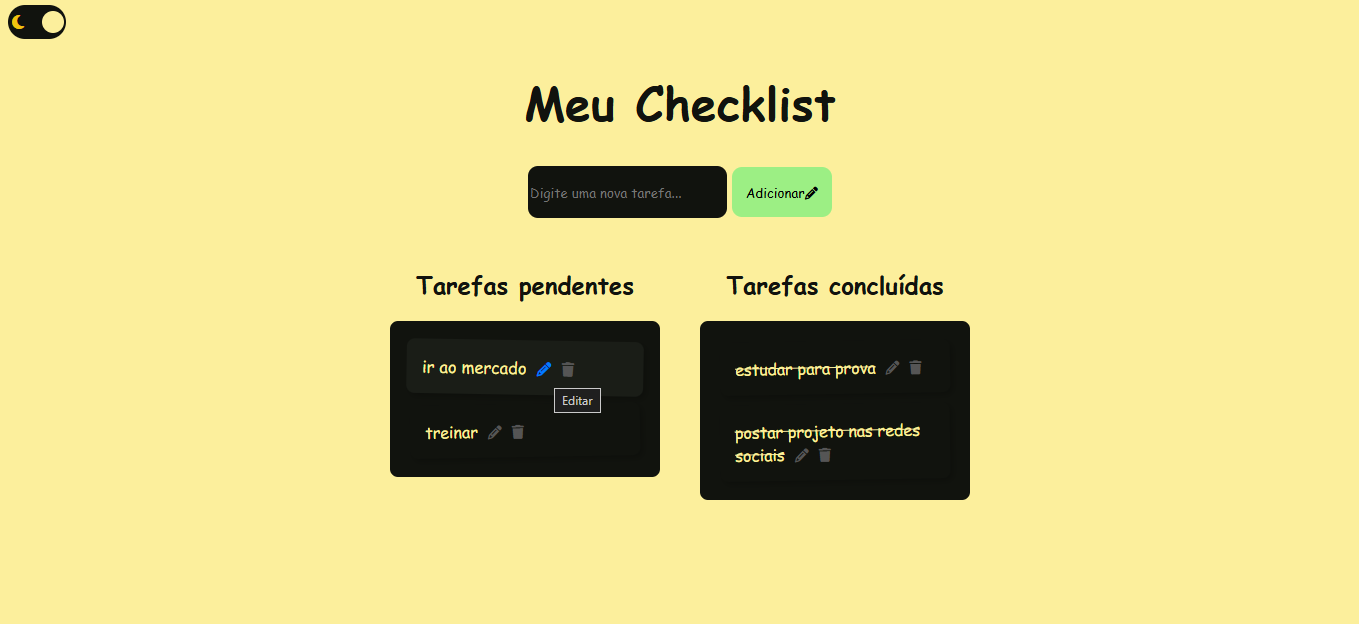 Meu Checklist
Digite uma nova tarefa...
Adicionar
Tarefas pendentes
ir ao mercado
Editar
treinar
Tarefas concluídas
estudar para prova
postar projeto nas redes
sociais